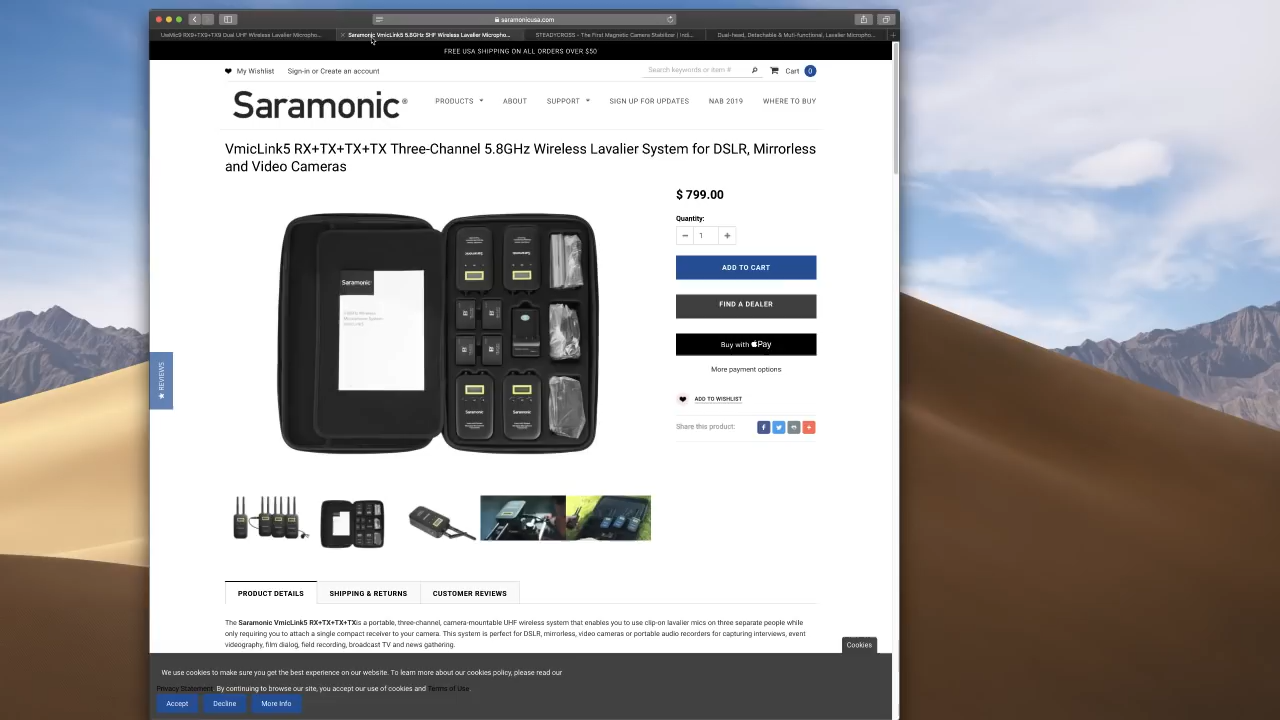 saramonicusa.com
UwMic9 RX9+TX9+TX9 Dual UHF Wireless Lavalier Micropho...
Saramonic VmicLink5 5.8GHz SHF Wireless Lavalier Micropho...
STEADYCROSS - The First Magnetic Camera Stabilizer | Indi...
Dual-head, Detachable & Multi-functional, Lavalier Micropho...
FREE USA SHIPPING ON ALL ORDERS OVER $50
My Wishlist Sign-in or Create an account
Search keywords or item #
Cart 0
Saramonic®
PRODUCTS ABOUT SUPPORT SIGN UP FOR UPDATES NAB 2019 WHERE TO BUY
VmicLink5 RX+TX+TX+TX Three-Channel 5.8GHz Wireless Lavalier System for DSLR, Mirrorless
and Video Cameras
$ 799.00
Quantity:
− 1 +
ADD TO CART
FIND A DEALER
Buy with Pay
More payment options
ADD TO WISHLIST
Share this product:
Saramonic
Saramonic
Saramonic
★ REVIEWS
PRODUCT DETAILS SHIPPING & RETURNS CUSTOMER REVIEWS
The Saramonic VmicLink5 RX+TX+TX+TXis a portable, three-channel, camera-mountable UHF wireless system that enables you to use clip-on lavalier mics on three separate people while
only requiring you to attach a single compact receiver to your camera. This system is perfect for DSLR, mirrorless, video cameras or portable audio recorders for capturing interviews, event
videography, film dialog, field recording, broadcast TV and news gathering.
Cookies
We use cookies to make sure you get the best experience on our website. To learn more about our cookies policy, please read our
Privacy Statement. By continuing to browse our site, you accept our use of cookies and Terms of Use.
Accept Decline More Info